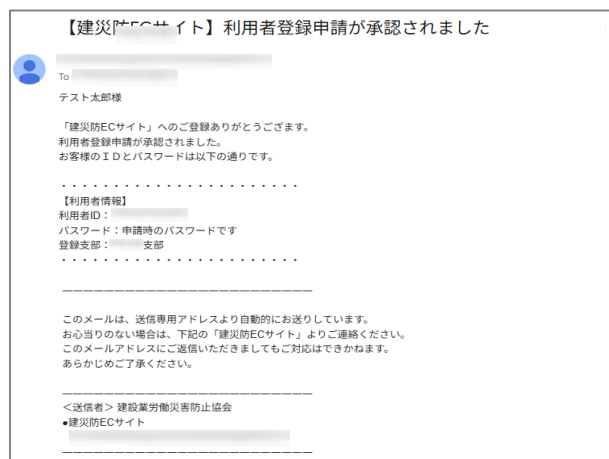 【建災防ECサイト】利用者登録申請が承認されました
To
テスト太郎様
「建災防ECサイト」へのご登録ありがとうござます。
利用者登録申請が承認されました。
お客様のＩＤとパスワードは以下の通りです。
・・・・・・・・・・・・・・・・・・・・・・・
【利用者情報】
利用者ID：
パスワード：申請時のパスワードです
登録支部： 支部
・・・・・・・・・・・・・・・・・・・・・・・
――――――――――――――――――――――――
このメールは、送信専用アドレスより自動的にお送りしています。
お心当りのない場合は、下記の「建災防ECサイト」よりご連絡ください。
このメールアドレスにご返信いただきましてもご対応はできかねます。
あらかじめご了承ください。
――――――――――――――――――――――――
＜送信者＞ 建設業労働災害防止協会
●建災防ECサイト
――――――――――――――――――――――――